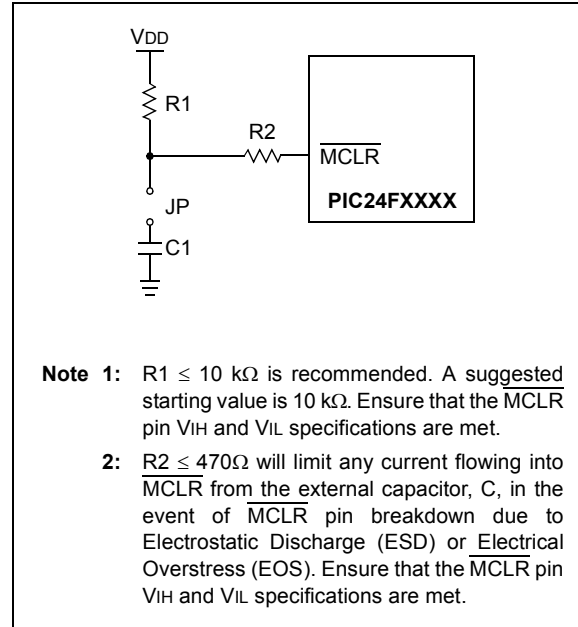 VDD
R1
R2
MCLR
PIC24FXXXX
JP
C1
Note 1: R1 ≤ 10 kΩ is recommended. A suggested
starting value is 10 kΩ. Ensure that the MCLR
pin VIH and VIL specifications are met.
2: R2 ≤ 470Ω will limit any current flowing into
MCLR from the external capacitor, C, in the
event of MCLR pin breakdown due to
Electrostatic Discharge (ESD) or Electrical
Overstress (EOS). Ensure that the MCLR pin
VIH and VIL specifications are met.